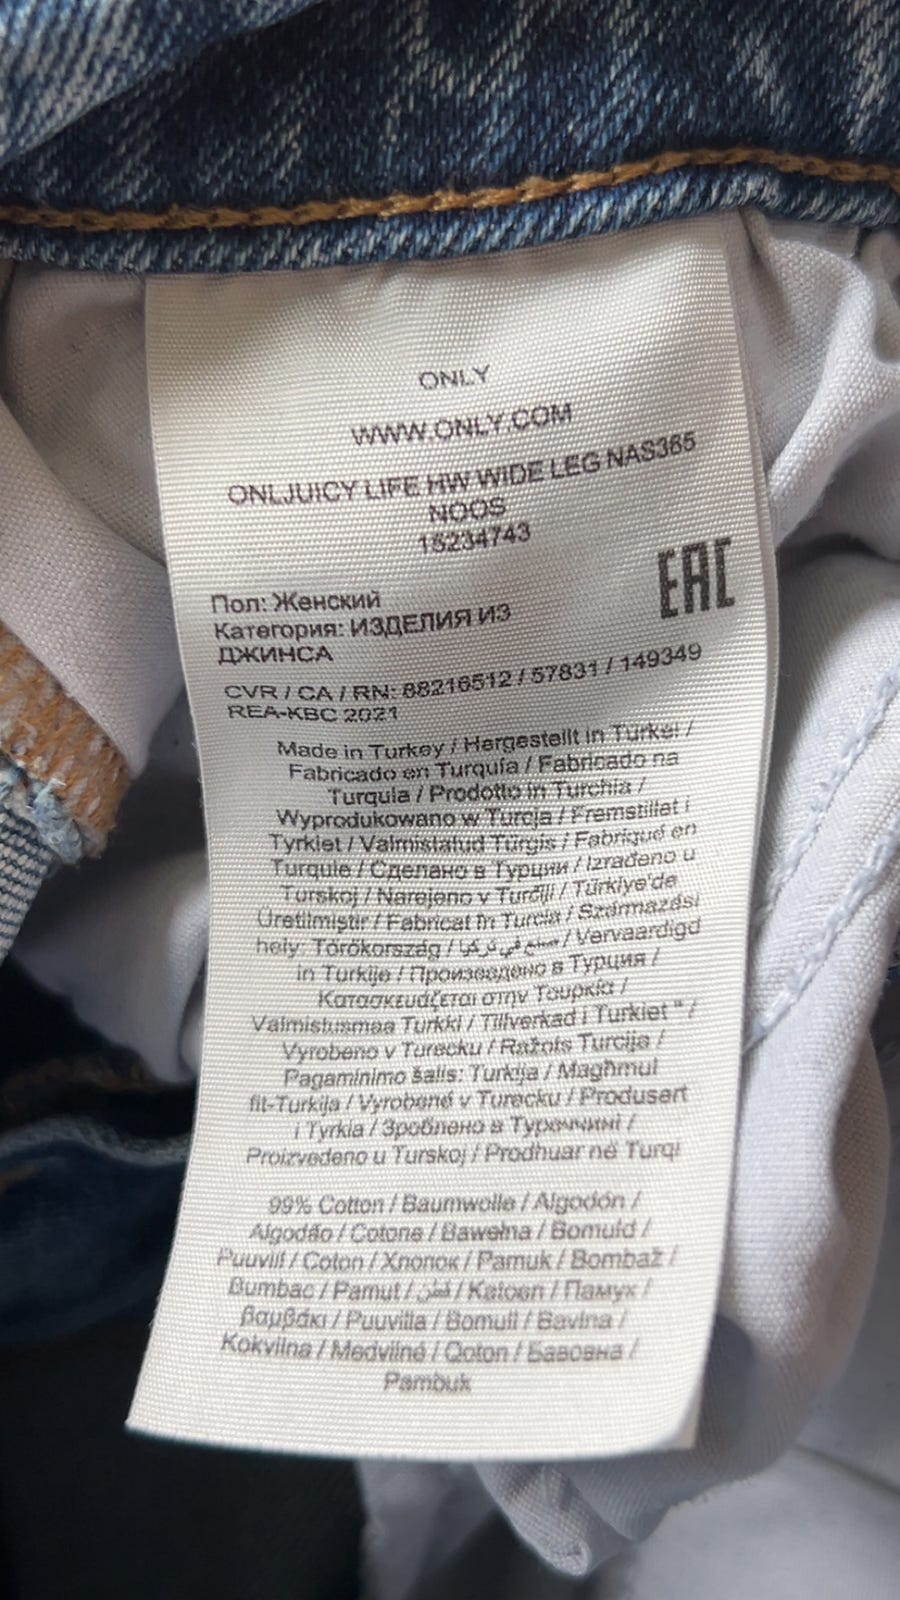 ONLY
WWW.ONLY.COM
ONLJUICY LIFE HW WIDE LEG NAS365
NOOS
15234743
EAC
Пол: Женский
Категория: ИЗДЕЛИЯ ИЗ
ДЖИНСА
CVR / CA / RN: 88216512 / 57831 / 149349
REA-KBC 2021
Made in Turkey / Hergestellt in Turkei /
Fabricado en Turquía / Fabricado na
Turquia / Prodotto in Turchia /
Wyprodukowano w Turcja / Fremstillet i
Tyrkiet / Valmistatud Türgis / Fabriqué en
Turquie / Сделано в Турции / Izrađeno u
Turskoj / Narejeno v Turčiji / Türkiye'de
Üretilmiştir / Fabricat în Turcia / Származási
hely: Törökország / صنع في تركيا / Vervaardigd
in Turkije / Произведено в Турция /
Κατασκευάζεται στην Τουρκία /
Valmistusmaa Turkki / Tillverkad i Turkiet " /
Vyrobeno v Turecku / Ražots Turcija /
Pagaminimo šalis: Turkija / Magħmul
fit-Turkija / Vyrobené v Turecku / Produsert
i Tyrkia / Зроблено в Туреччині /
Proizvedeno u Turskoj / Prodhuar në Turqi
99% Cotton / Baumwolle / Algodón /
Algodão / Cotone / Bawełna / Bomuld /
Puuvill / Coton / Хлопок / Pamuk / Bombaž /
Bumbac / Pamut / قطن / Katoen / Памук /
βαμβάκι / Puuvilla / Bomull / Bavlna /
Kokvilna / Medvilnė / Qoton / Бавовна /
Pambuk